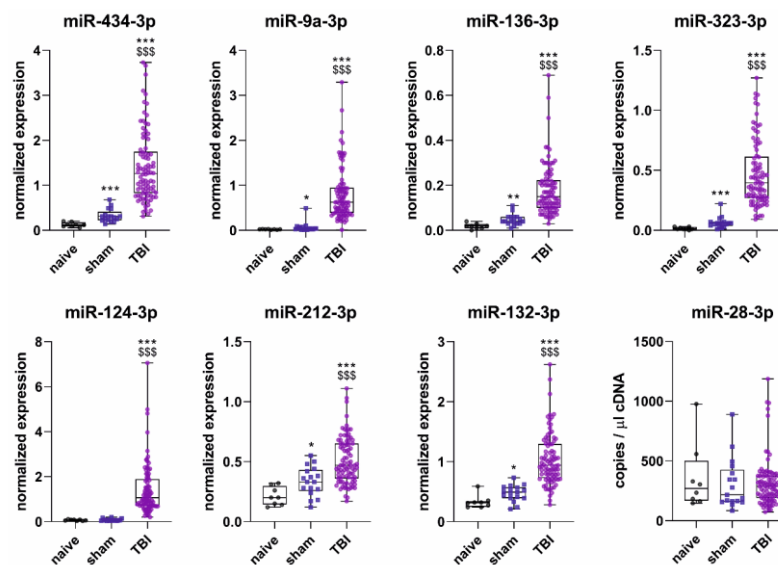 miR-434-3p
normalized expression
4
3
2
1
0
***
***
$$$
naive
sham
TBI
miR-9a-3p
normalized expression
4
3
2
1
0
*
***
$$$
naive
sham
TBI
miR-136-3p
normalized expression
0.8
0.6
0.4
0.2
0.0
**
***
$$$
naive
sham
TBI
miR-323-3p
normalized expression
1.5
1.0
0.5
0.0
***
***
$$$
naive
sham
TBI
miR-124-3p
normalized expression
8
6
4
2
0
***
$$$
naive
sham
TBI
miR-212-3p
normalized expression
1.5
1.0
0.5
0.0
*
***
$$$
naive
sham
TBI
miR-132-3p
normalized expression
3
2
1
0
*
***
$$$
naive
sham
TBI
miR-28-3p
copies / µl cDNA
1500
1000
500
0
naive
sham
TBI